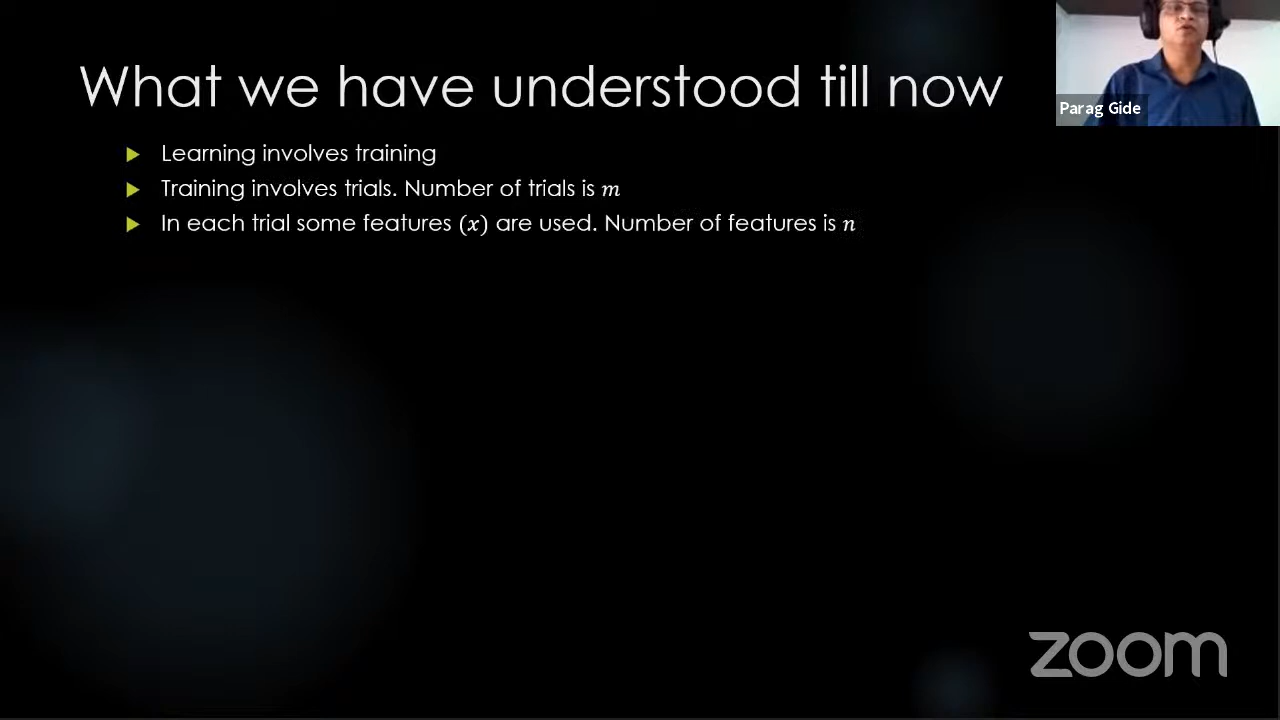 What we have understood till now
Parag Gide
Learning involves training
Training involves trials. Number of trials is m
In each trial some features (x) are used. Number of features is n
zoom